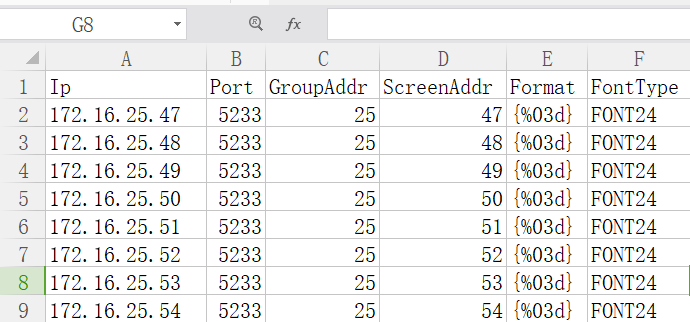 G8 fx
A B C D E F
1 Ip Port GroupAddr ScreenAddr Format FontType
2 172.16.25.47 5233 25 47 {%03d} FONT24
3 172.16.25.48 5233 25 48 {%03d} FONT24
4 172.16.25.49 5233 25 49 {%03d} FONT24
5 172.16.25.50 5233 25 50 {%03d} FONT24
6 172.16.25.51 5233 25 51 {%03d} FONT24
7 172.16.25.52 5233 25 52 {%03d} FONT24
8 172.16.25.53 5233 25 53 {%03d} FONT24
9 172.16.25.54 5233 25 54 {%03d} FONT24